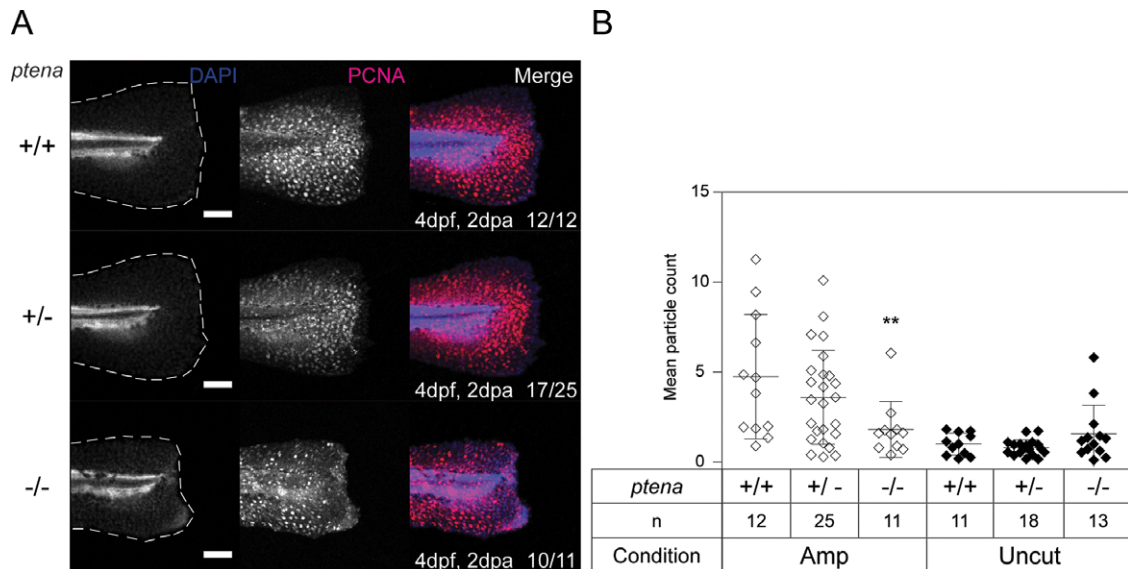 A
ptena DAPI PCNA Merge
+/+
4dpf, 2dpa 12/12
+/-
4dpf, 2dpa 17/25
-/-
4dpf, 2dpa 10/11
B
Mean particle count
15
10
5
0
**
ptena +/+ +/ - -/- +/+ +/- -/-
n 12 25 11 11 18 13
Condition Amp Uncut